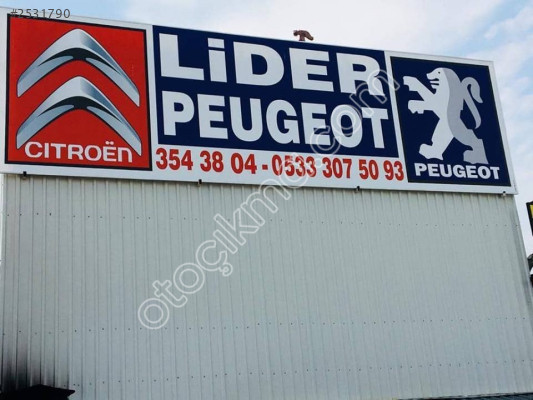 #2531790
CITROËN
LiDER
PEUGEOT
354 38 04 - 0533 307 50 93
PEUGEOT
otoçıkma.com